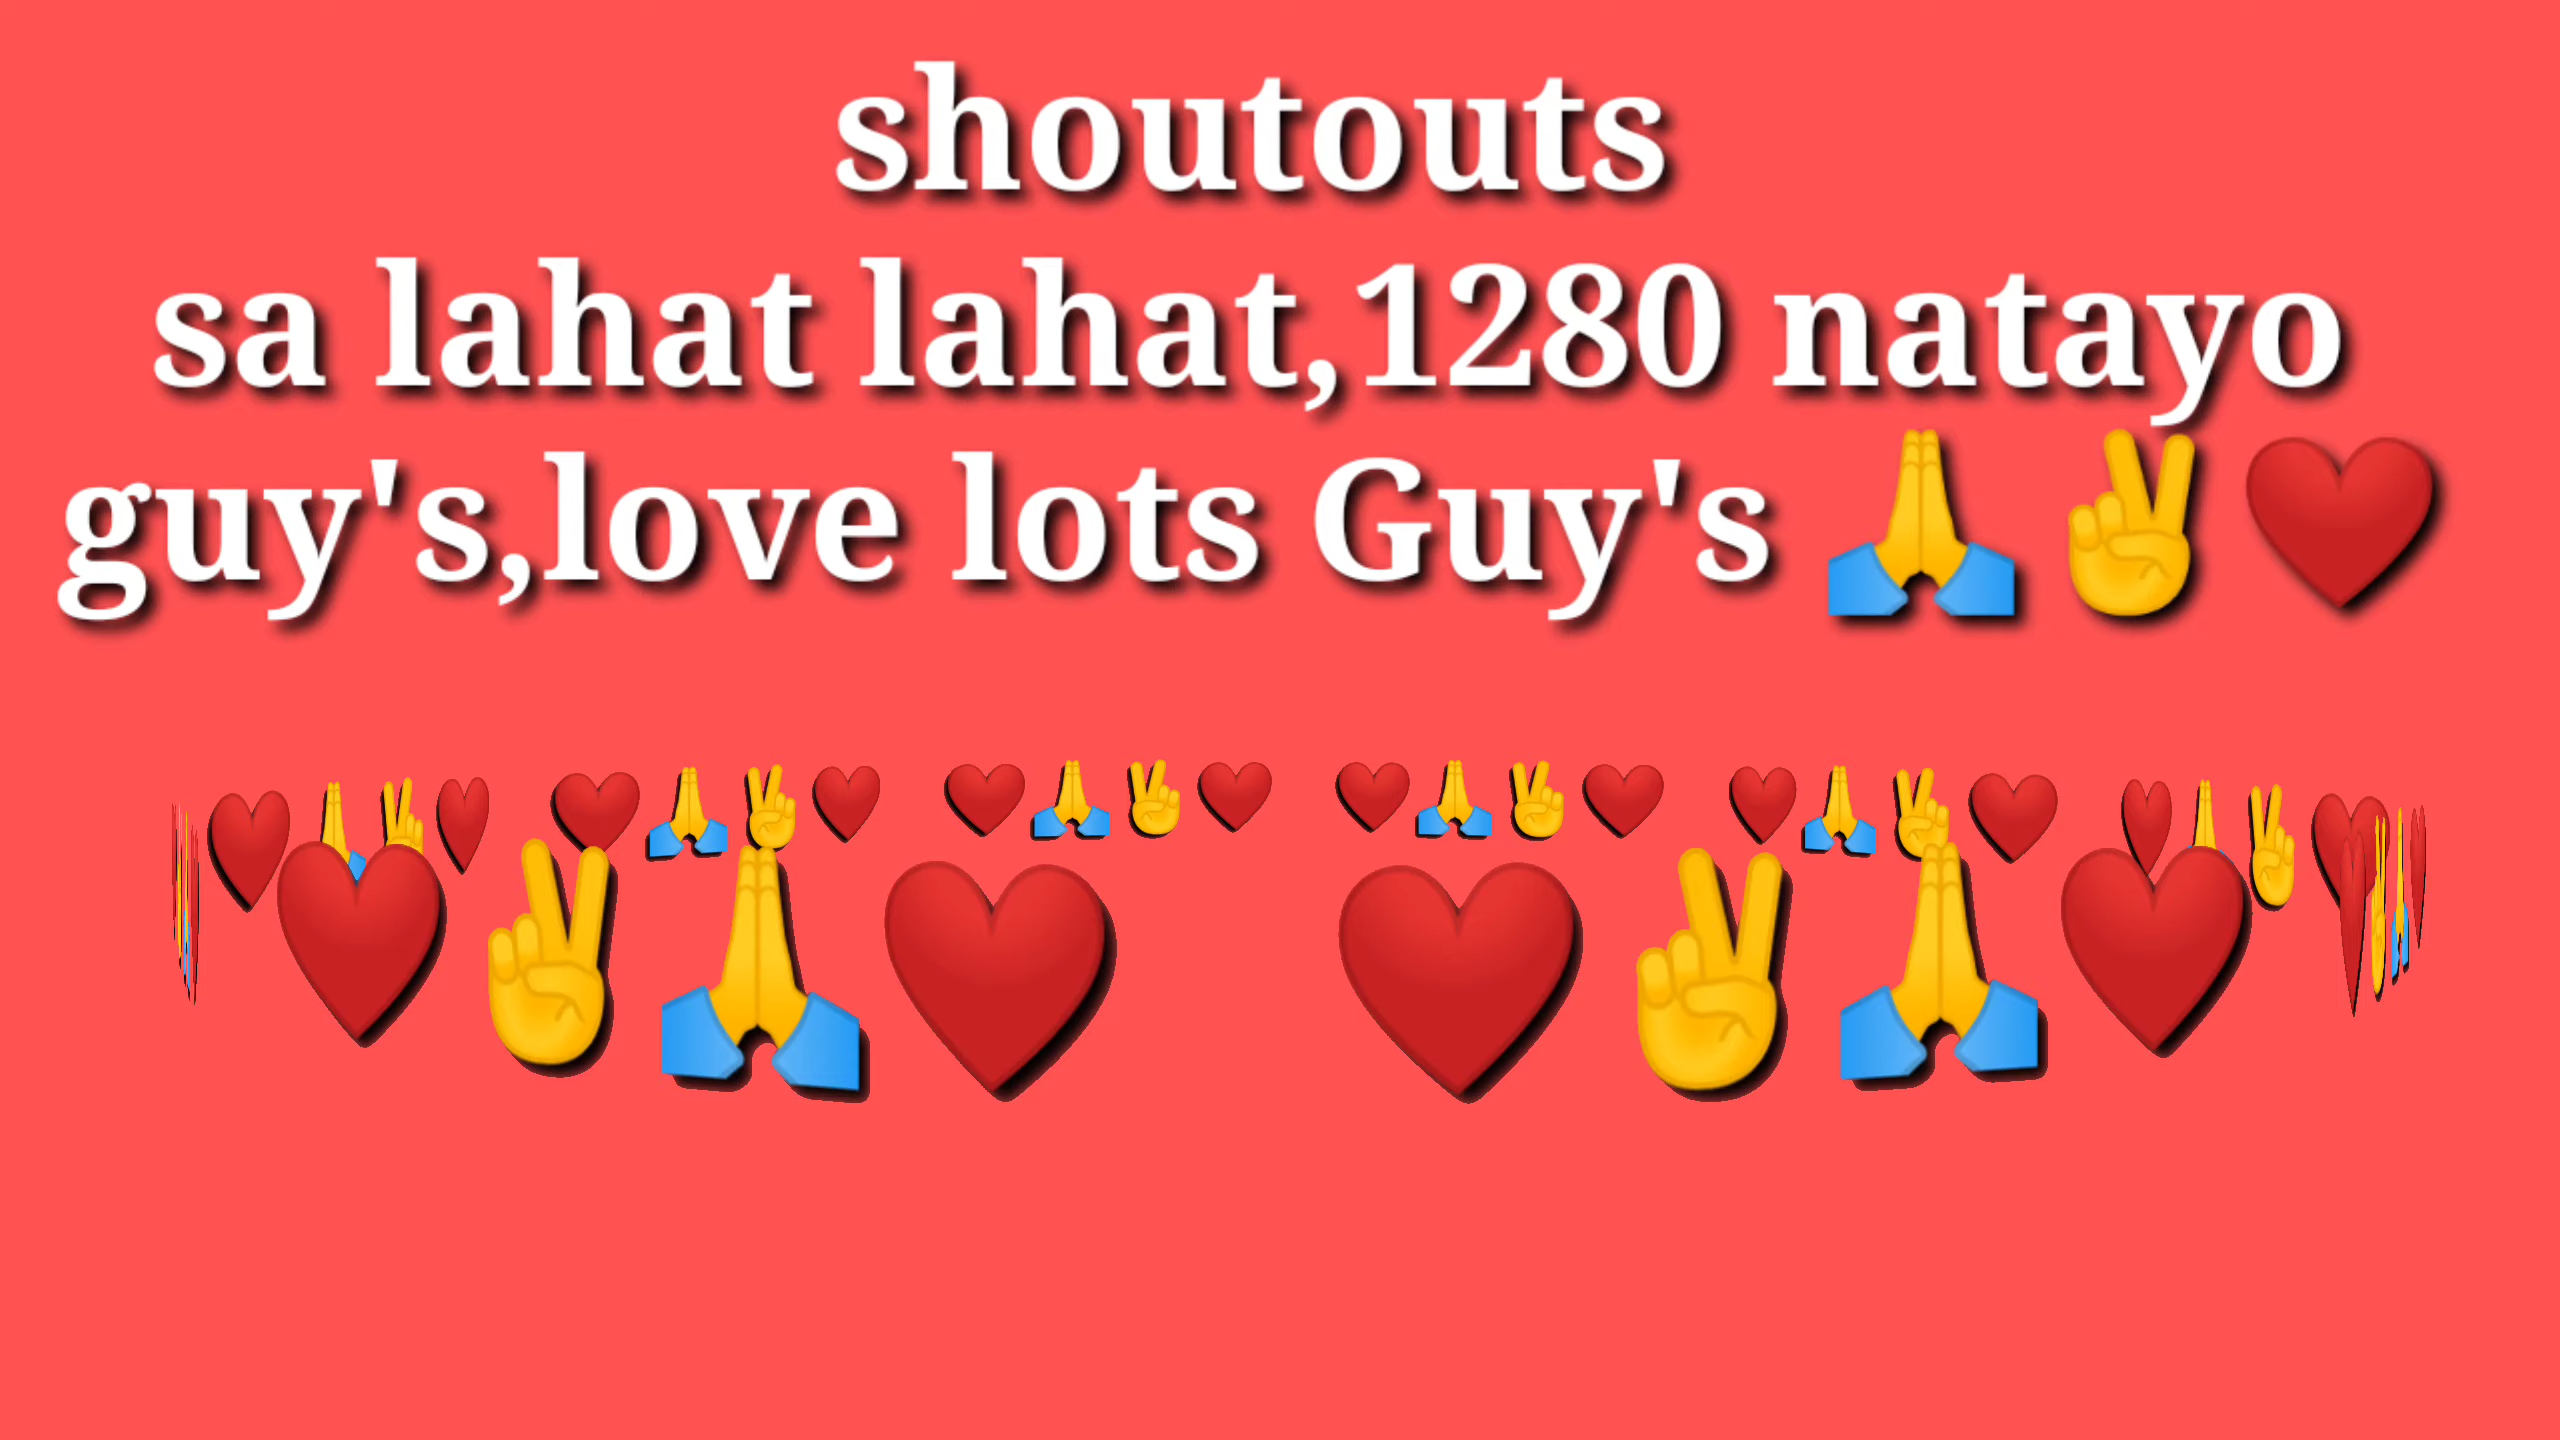 shoutouts
sa lahat lahat,1280 natayo
guy's,love lots Guy's 🙏✌️❤️